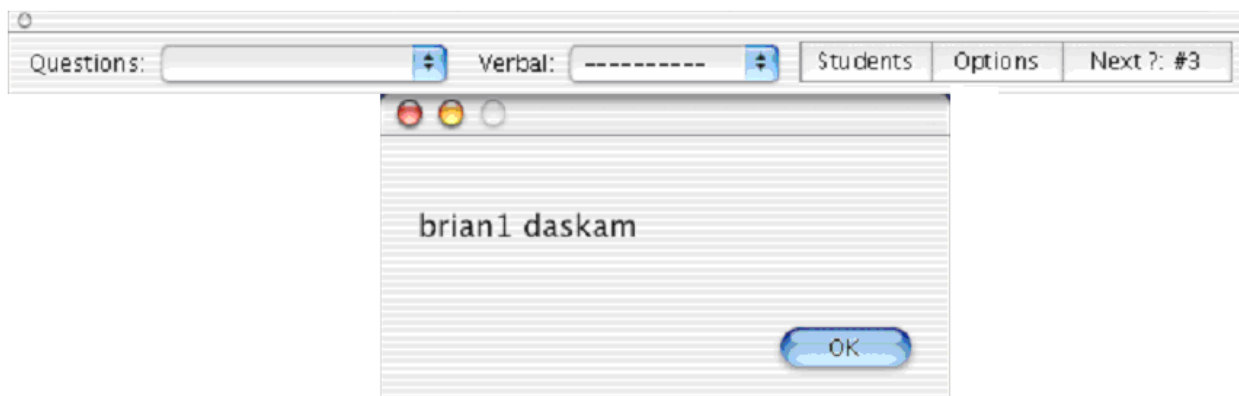 Questions: Verbal: ---------- Students Options Next ?: #3
brian1 daskam
OK